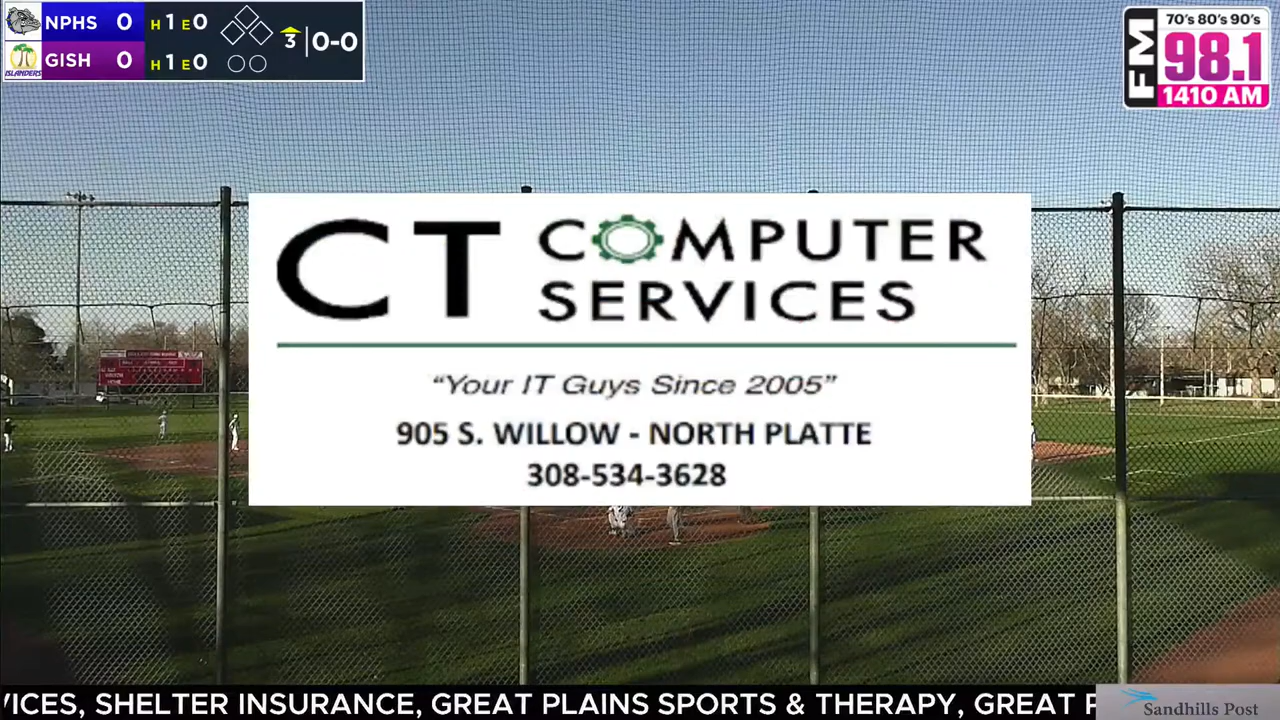 NPHS 0 H 1 E 0
GISH 0 H 1 E 0
3 0-0
ISLANDERS
70's 80's 90's
FM 98.1
1410 AM
CT COMPUTER
SERVICES
“Your IT Guys Since 2005”
905 S. WILLOW - NORTH PLATTE
308-534-3628
VICES, SHELTER INSURANCE, GREAT PLAINS SPORTS & THERAPY, GREAT
Sandhills Post